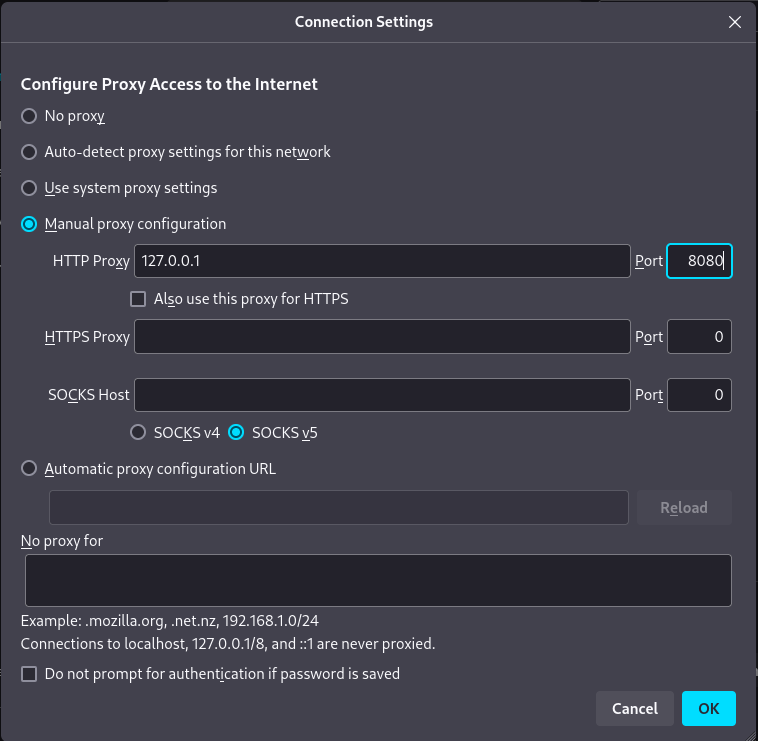 Connection Settings
Configure Proxy Access to the Internet
No proxy
Auto-detect proxy settings for this network
Use system proxy settings
Manual proxy configuration
HTTP Proxy 127.0.0.1 Port 8080
Also use this proxy for HTTPS
HTTPS Proxy Port 0
SOCKS Host Port 0
SOCKS v4 SOCKS v5
Automatic proxy configuration URL
Reload
No proxy for
Example: .mozilla.org, .net.nz, 192.168.1.0/24
Connections to localhost, 127.0.0.1/8, and ::1 are never proxied.
Do not prompt for authentication if password is saved
Cancel OK